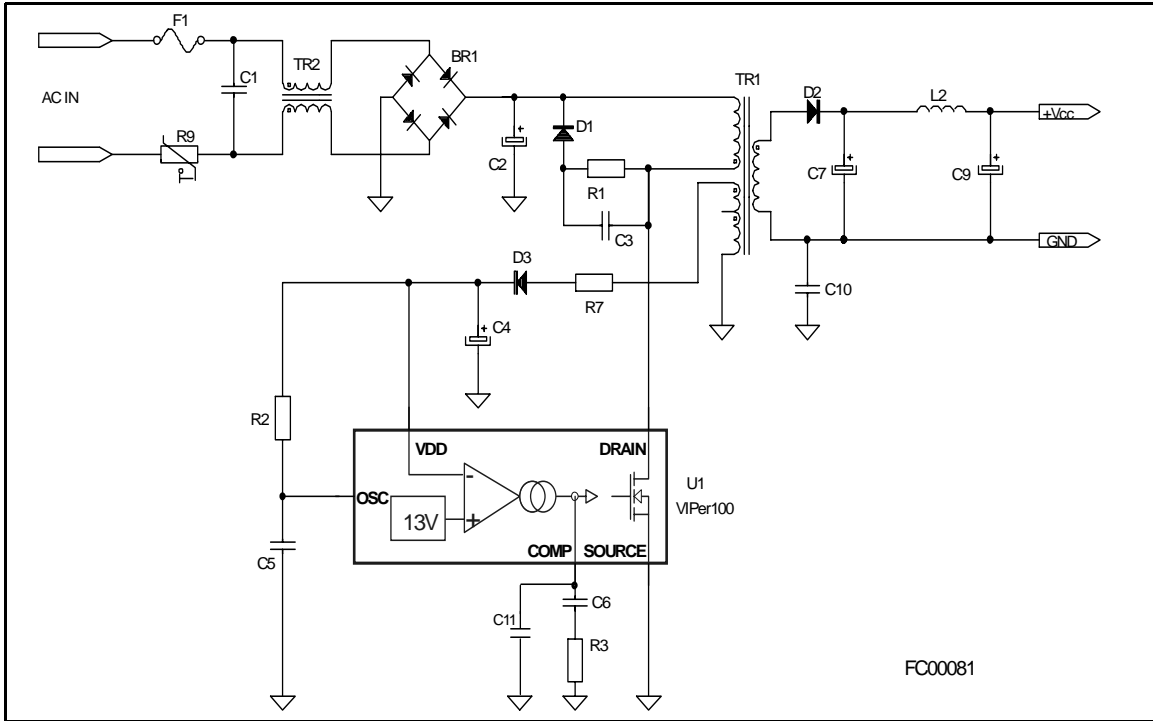 F1
TR2
BR1
C1
AC IN
R9
T°
C2
D1
R1
C3
TR1
D2
L2
+Vcc
C7
C9
GND
C10
D3
R7
C4
R2
VDD
DRAIN
OSC
13V
-
+
COMP SOURCE
U1
VIPer100
C5
C11
C6
R3
FC00081